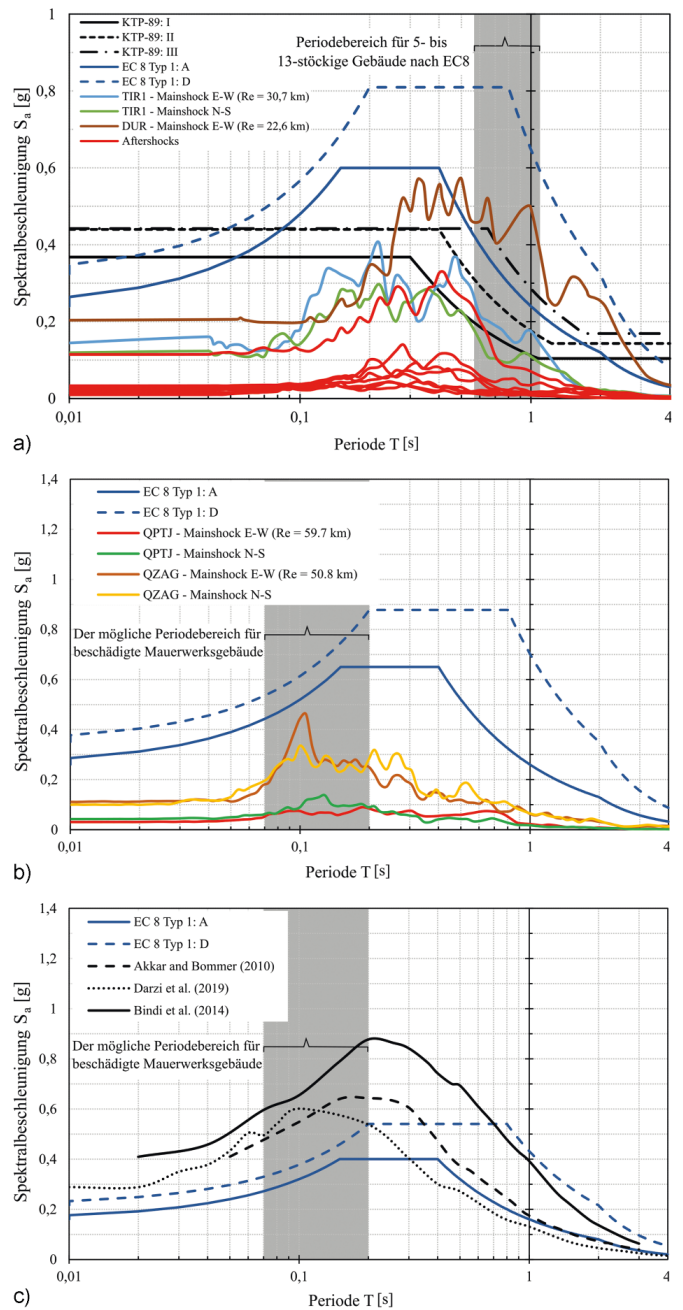 1
KTP-89: I
KTP-89: II
KTP-89: III
EC 8 Typ 1: A
EC 8 Typ 1: D
TIR1 - Mainshock E-W (Re = 30,7 km)
TIR1 - Mainshock N-S
DUR - Mainshock E-W (Re = 22,6 km)
Aftershocks
Periodebereich für 5- bis
13-stöckige Gebäude nach EC8
Spektralbeschleunigung Sa [g]
0,8
0,6
0,4
0,2
0
0,01
0,1
1
4
Periode T [s]
a)
1,4
EC 8 Typ 1: A
EC 8 Typ 1: D
QPTJ - Mainshock E-W (Re = 59.7 km)
QPTJ - Mainshock N-S
QZAG - Mainshock E-W (Re = 50.8 km)
QZAG - Mainshock N-S
Der mögliche Periodebereich für
beschädigte Mauerwerksgebäude
Spektralbeschleunigung Sa [g]
1,2
1
0,8
0,6
0,4
0,2
0
0,01
0,1
1
4
Periode T [s]
b)
1,4
EC 8 Typ 1: A
EC 8 Typ 1: D
Akkar and Bommer (2010)
Darzi et al. (2019)
Bindi et al. (2014)
Der mögliche Periodebereich für
beschädigte Mauerwerksgebäude
Spektralbeschleunigung Sa [g]
1,2
1
0,8
0,6
0,4
0,2
0
0,01
0,1
1
4
Periode T [s]
c)